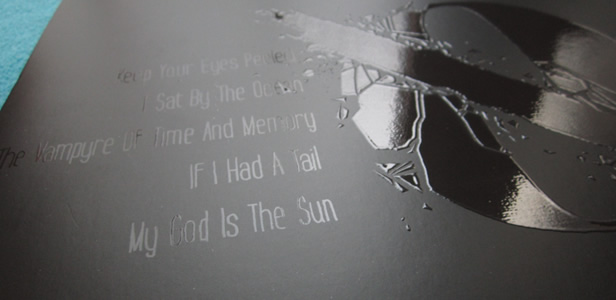 Keep Your Eyes Peeled
I Sat By The Ocean
The Vampyre Of Time And Memory
If I Had A Tail
My God Is The Sun